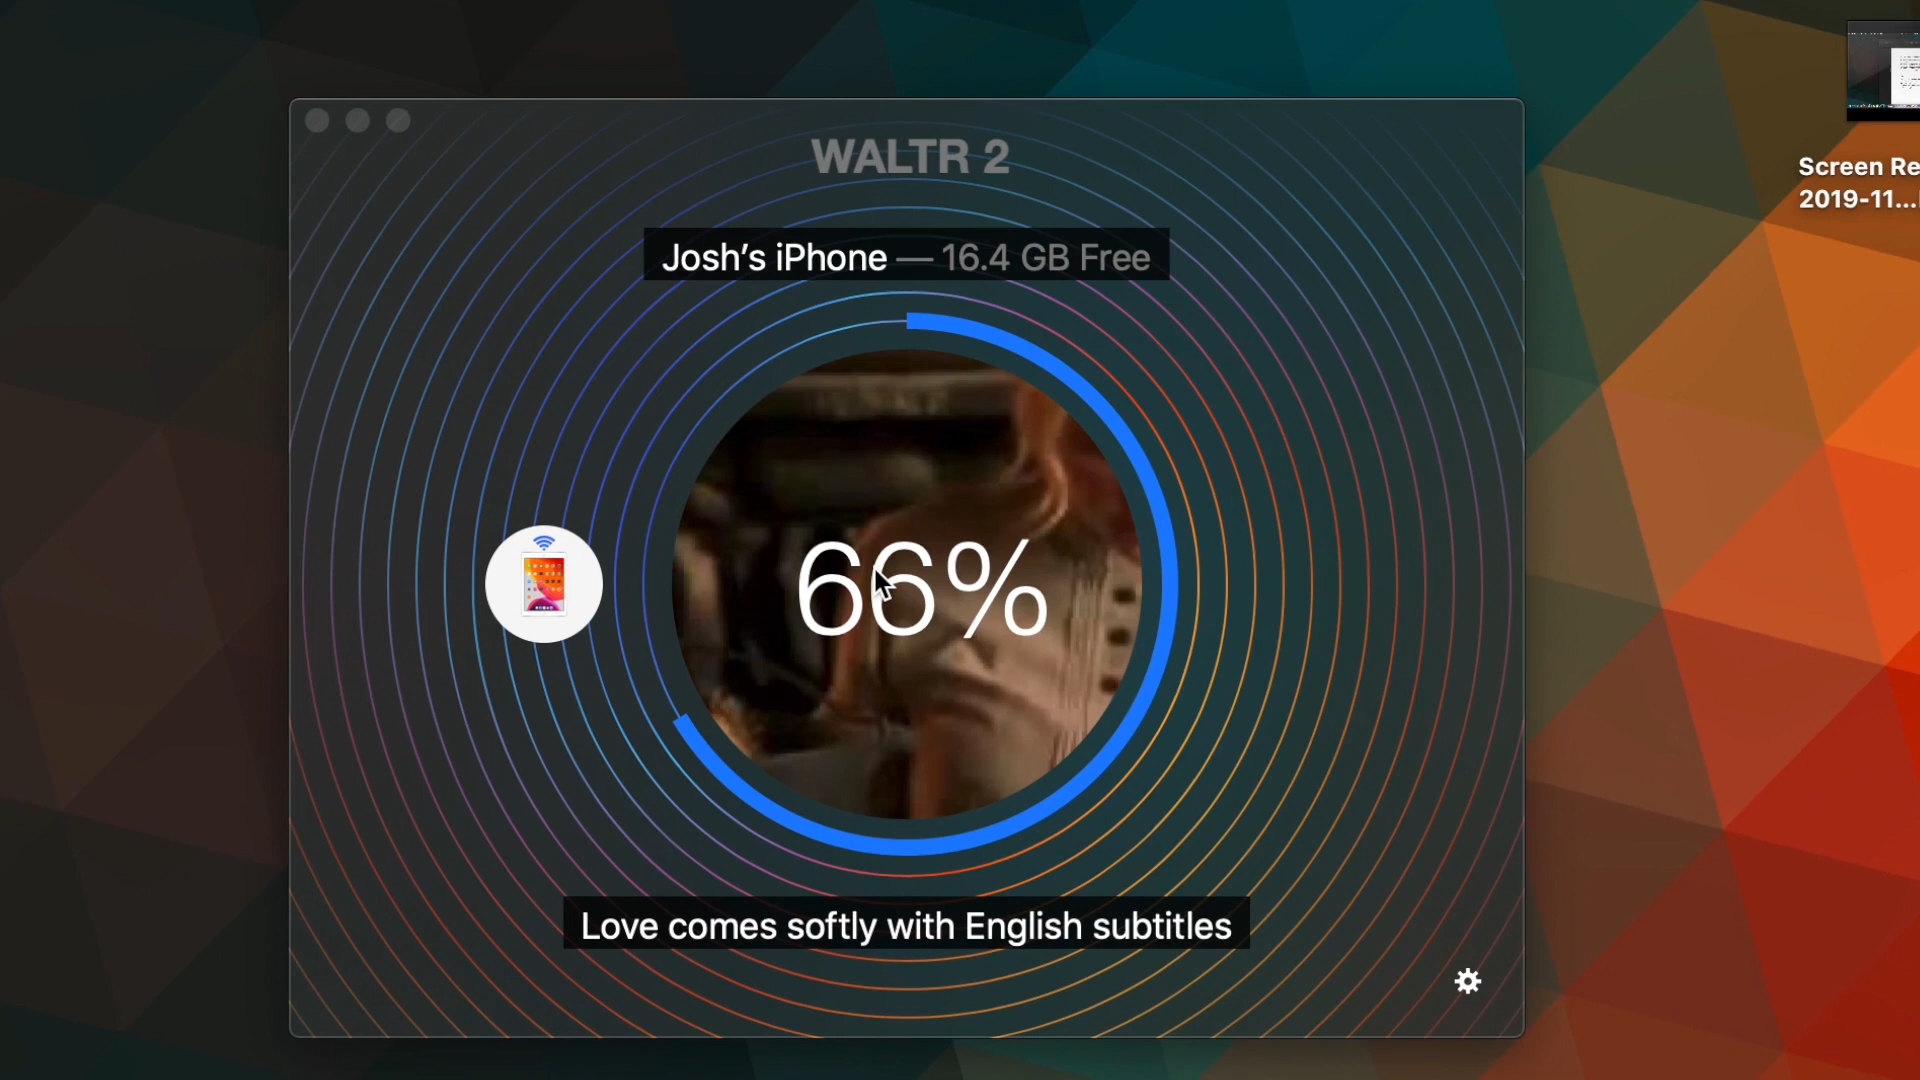 WALTR 2
Josh’s iPhone — 16.4 GB Free
Screen Re
2019-11...
66%
Love comes softly with English subtitles